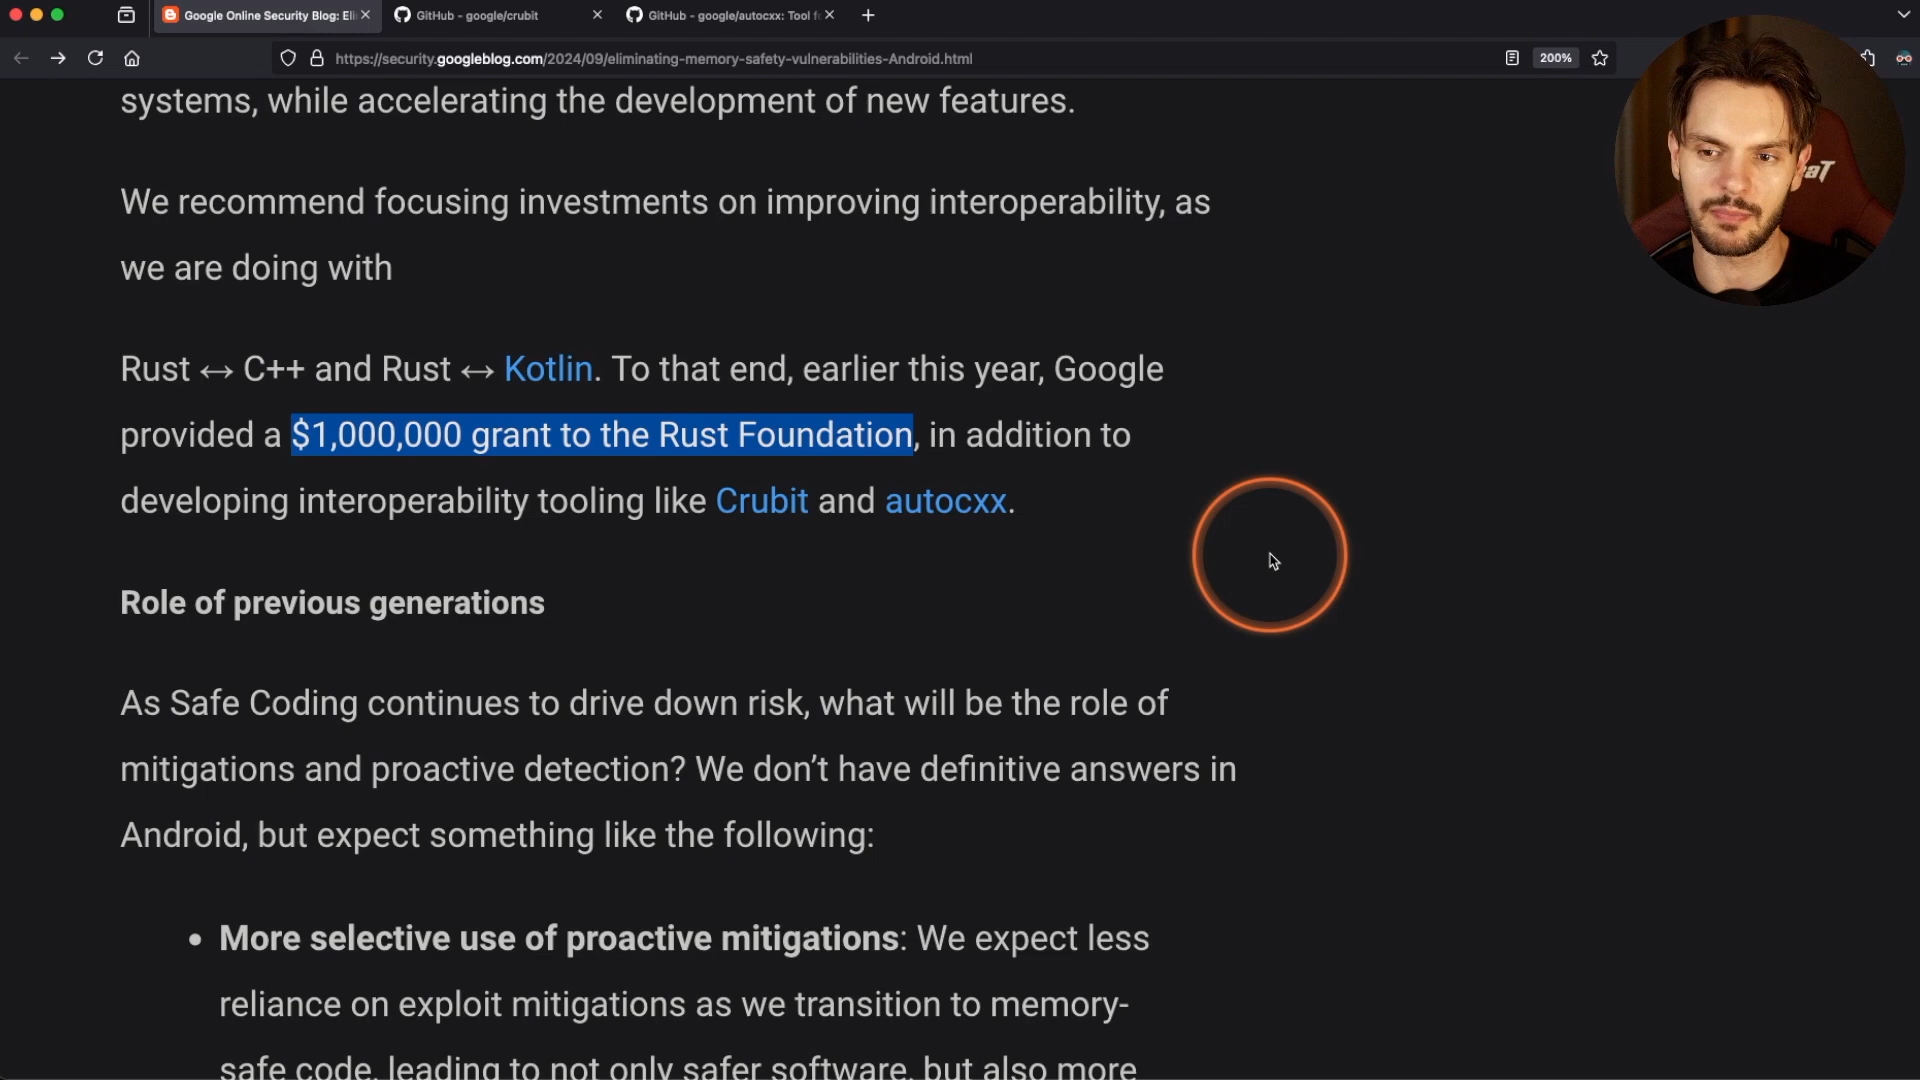 Google Online Security Blog: Eli
GitHub - google/crubit
GitHub - google/autocxx: Tool f
https://security.googleblog.com/2024/09/eliminating-memory-safety-vulnerabilities-Android.html
200%
systems, while accelerating the development of new features.
We recommend focusing investments on improving interoperability, as
we are doing with
Rust ↔ C++ and Rust ↔ Kotlin. To that end, earlier this year, Google
provided a $1,000,000 grant to the Rust Foundation, in addition to
developing interoperability tooling like Crubit and autocxx.
Role of previous generations
As Safe Coding continues to drive down risk, what will be the role of
mitigations and proactive detection? We don’t have definitive answers in
Android, but expect something like the following:
• More selective use of proactive mitigations: We expect less
reliance on exploit mitigations as we transition to memory-
safe code, leading to not only safer software, but also more